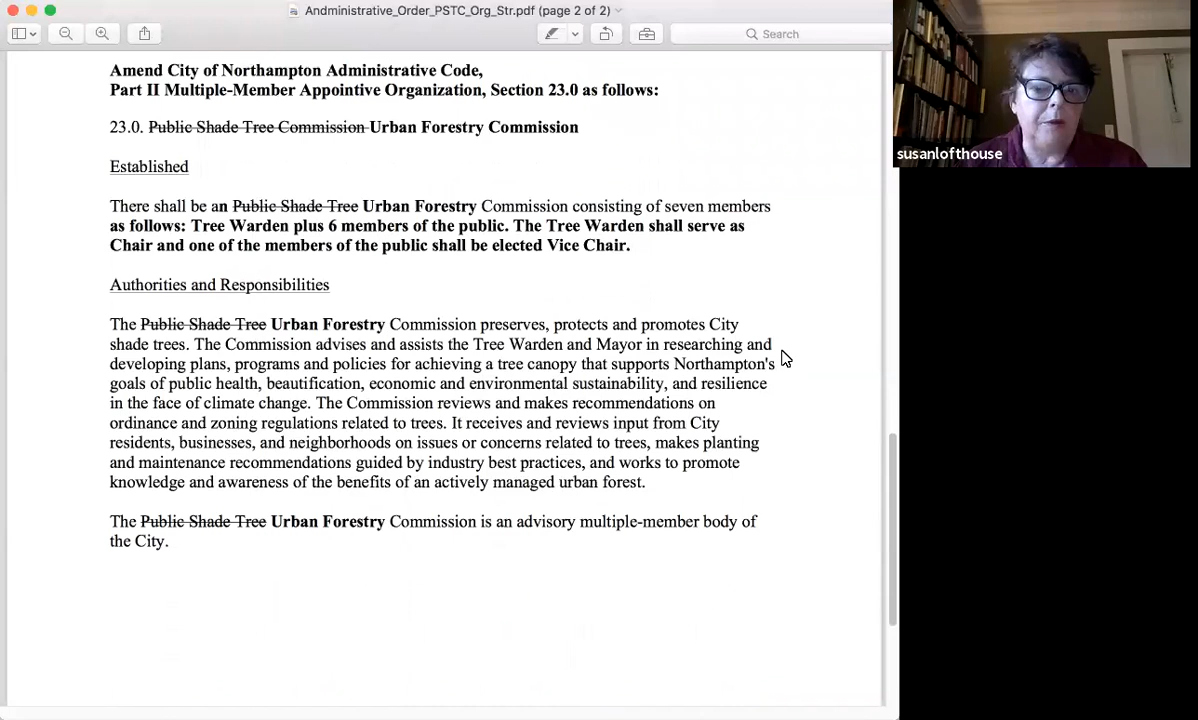 Andministrative_Order_PSTC_Org_Str.pdf (page 2 of 2)
Search
Amend City of Northampton Administrative Code,
Part II Multiple-Member Appointive Organization, Section 23.0 as follows:
23.0. Public Shade Tree Commission Urban Forestry Commission
Established
There shall be an Public Shade Tree Urban Forestry Commission consisting of seven members
as follows: Tree Warden plus 6 members of the public. The Tree Warden shall serve as
Chair and one of the members of the public shall be elected Vice Chair.
Authorities and Responsibilities
The Public Shade Tree Urban Forestry Commission preserves, protects and promotes City
shade trees. The Commission advises and assists the Tree Warden and Mayor in researching and
developing plans, programs and policies for achieving a tree canopy that supports Northampton's
goals of public health, beautification, economic and environmental sustainability, and resilience
in the face of climate change. The Commission reviews and makes recommendations on
ordinance and zoning regulations related to trees. It receives and reviews input from City
residents, businesses, and neighborhoods on issues or concerns related to trees, makes planting
and maintenance recommendations guided by industry best practices, and works to promote
knowledge and awareness of the benefits of an actively managed urban forest.
The Public Shade Tree Urban Forestry Commission is an advisory multiple-member body of
the City.
susanlofthouse